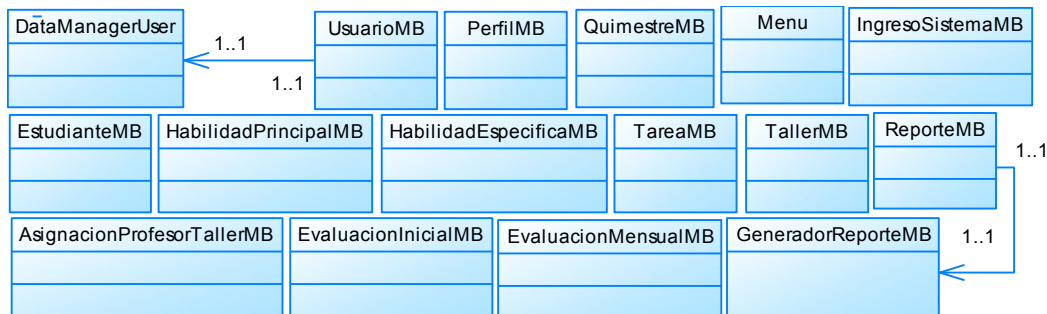 DataManagerUser
1..1
1..1
UsuarioMB
PerfilMB
QuimestreMB
Menu
IngresoSistemaMB
EstudianteMB
HabilidadPrincipalMB
HabilidadEspecificaMB
TareaMB
TallerMB
ReporteMB
1..1
1..1
AsignacionProfesorTallerMB
EvaluacionInicialMB
EvaluacionMensualMB
GeneradorReporteMB